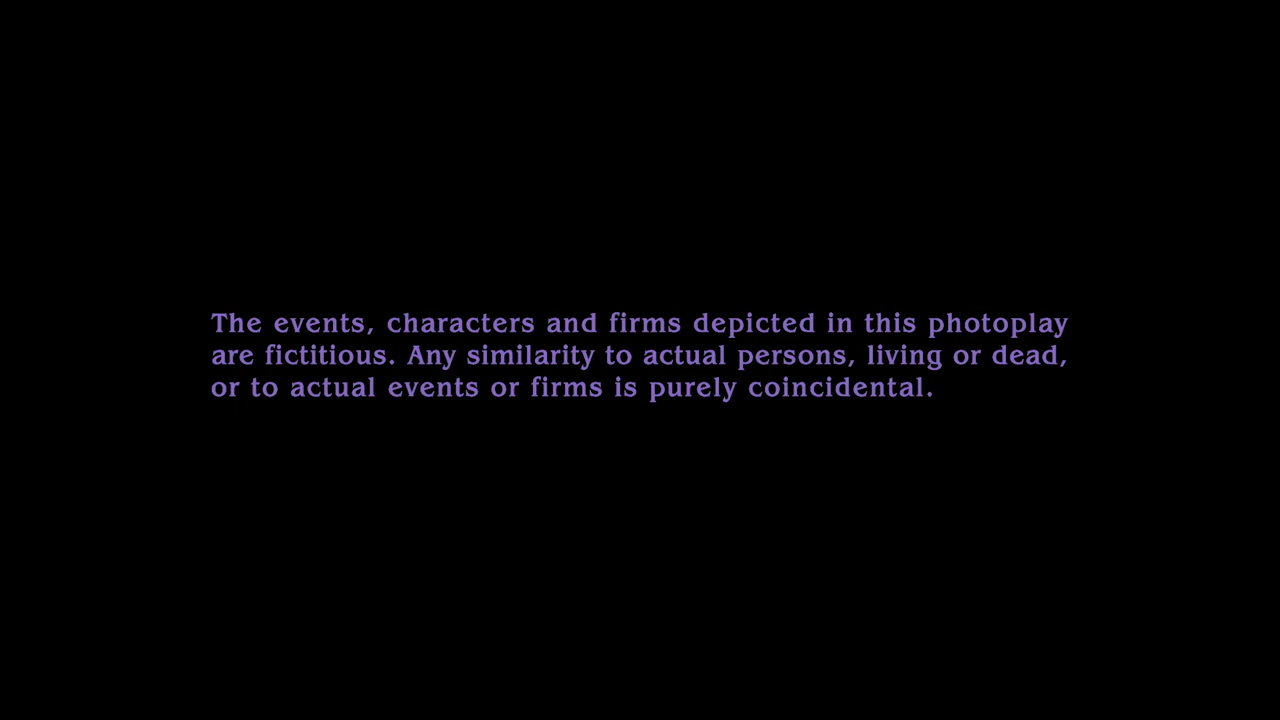 The events, characters and firms depicted in this photoplay
are fictitious. Any similarity to actual persons, living or dead,
or to actual events or firms is purely coincidental.